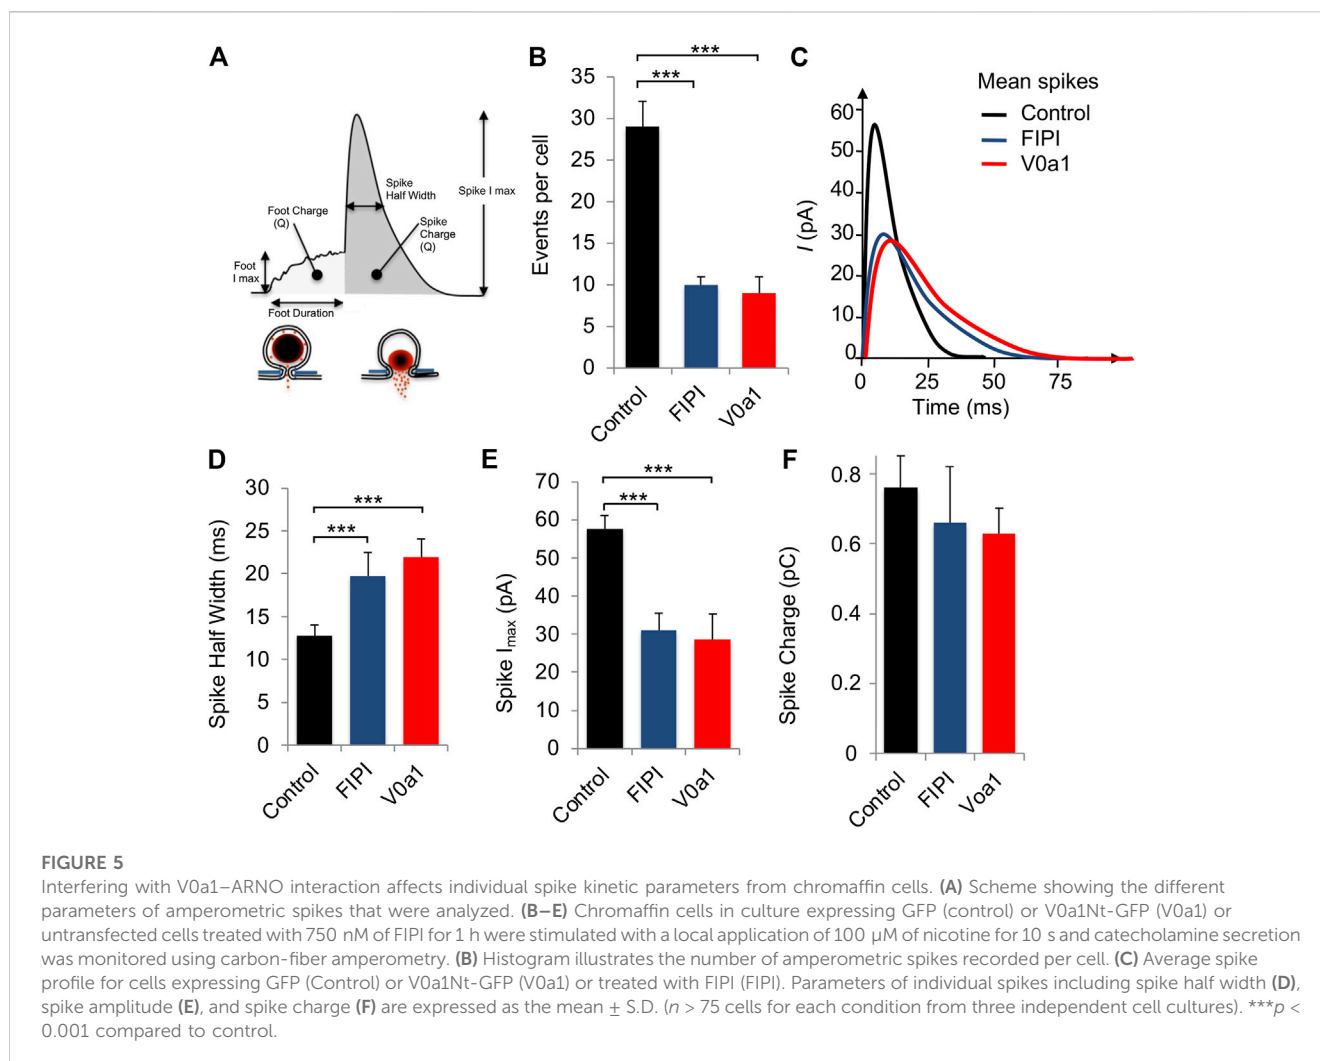 A
Spike
Half Width
Spike I max
Foot Charge
(Q)
Spike
Charge
(Q)
Foot
I max
Foot Duration
B
***
***
Events per cell
35
30
25
20
15
10
5
0
Control
FIPI
V0a1
C
Mean spikes
Control
FIPI
V0a1
I (pA)
60
50
40
30
20
10
0
0
25
50
75
Time (ms)
D
***
***
Spike Half Width (ms)
30
25
20
15
10
5
0
Control
FIPI
V0a1
E
***
***
Spike Imax (pA)
70
60
50
40
30
20
10
0
Control
FIPI
V0a1
F
Spike Charge (pC)
0.8
0.6
0.4
0.2
0
Control
FIPI
Voa1
FIGURE 5
Interfering with V0a1–ARNO interaction affects individual spike kinetic parameters from chromaffin cells. (A) Scheme showing the different
parameters of amperometric spikes that were analyzed. (B–E) Chromaffin cells in culture expressing GFP (control) or V0a1Nt-GFP (V0a1) or
untransfected cells treated with 750 nM of FIPI for 1 h were stimulated with a local application of 100 µM of nicotine for 10 s and catecholamine secretion
was monitored using carbon-fiber amperometry. (B) Histogram illustrates the number of amperometric spikes recorded per cell. (C) Average spike
profile for cells expressing GFP (Control) or V0a1Nt-GFP (V0a1) or treated with FIPI (FIPI). Parameters of individual spikes including spike half width (D),
spike amplitude (E), and spike charge (F) are expressed as the mean ± S.D. (n > 75 cells for each condition from three independent cell cultures). ***p <
0.001 compared to control.